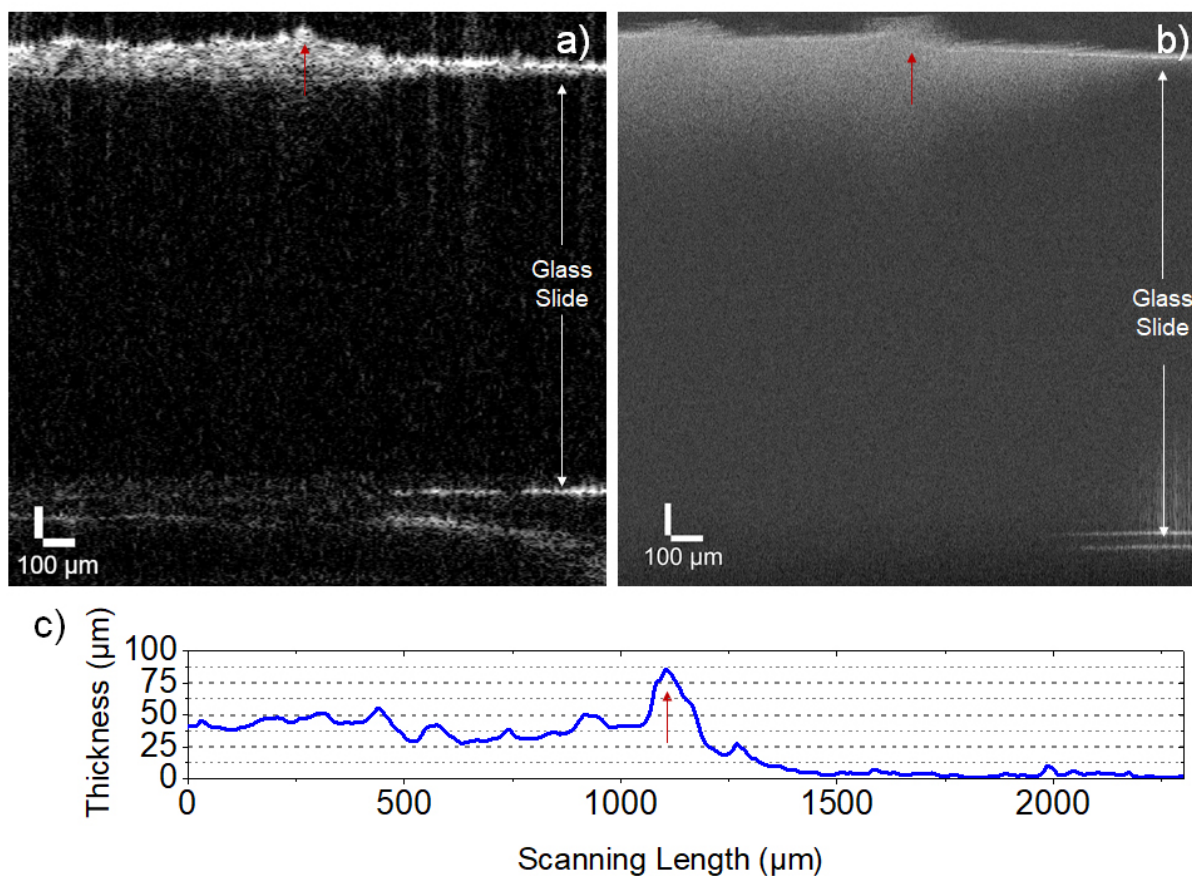 a)
Glass
Slide
100 µm
b)
Glass
Slide
100 µm
c)
Thickness (µm)
100
75
50
25
0
0
500
1000
1500
2000
Scanning Length (µm)